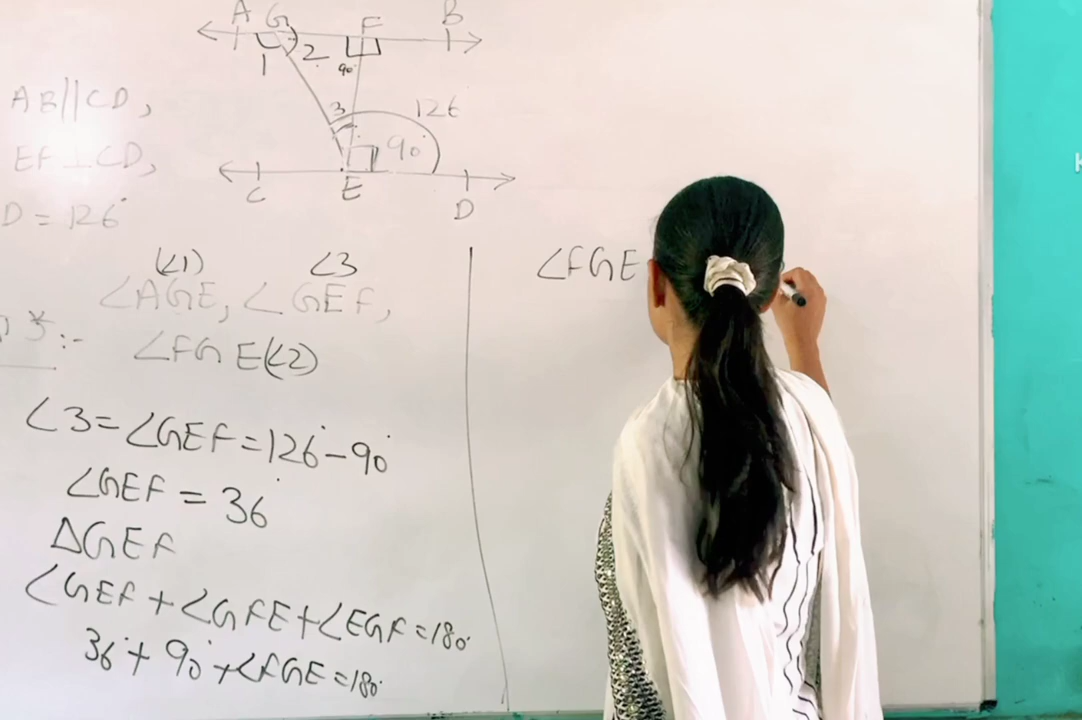 A G F B
1 2 90°
3 126°
90°
C E D
AB||CD,
EF⊥CD,
D = 126°
(∠1) ∠3
∠AGE, ∠GEF,
∠FGE(∠2)
∠3=∠GEF=126°-90°
∠GEF = 36°
△GEF
∠GEF+∠GFE+∠EGF=180°
36°+90°+∠FGE=180°
∠FGE